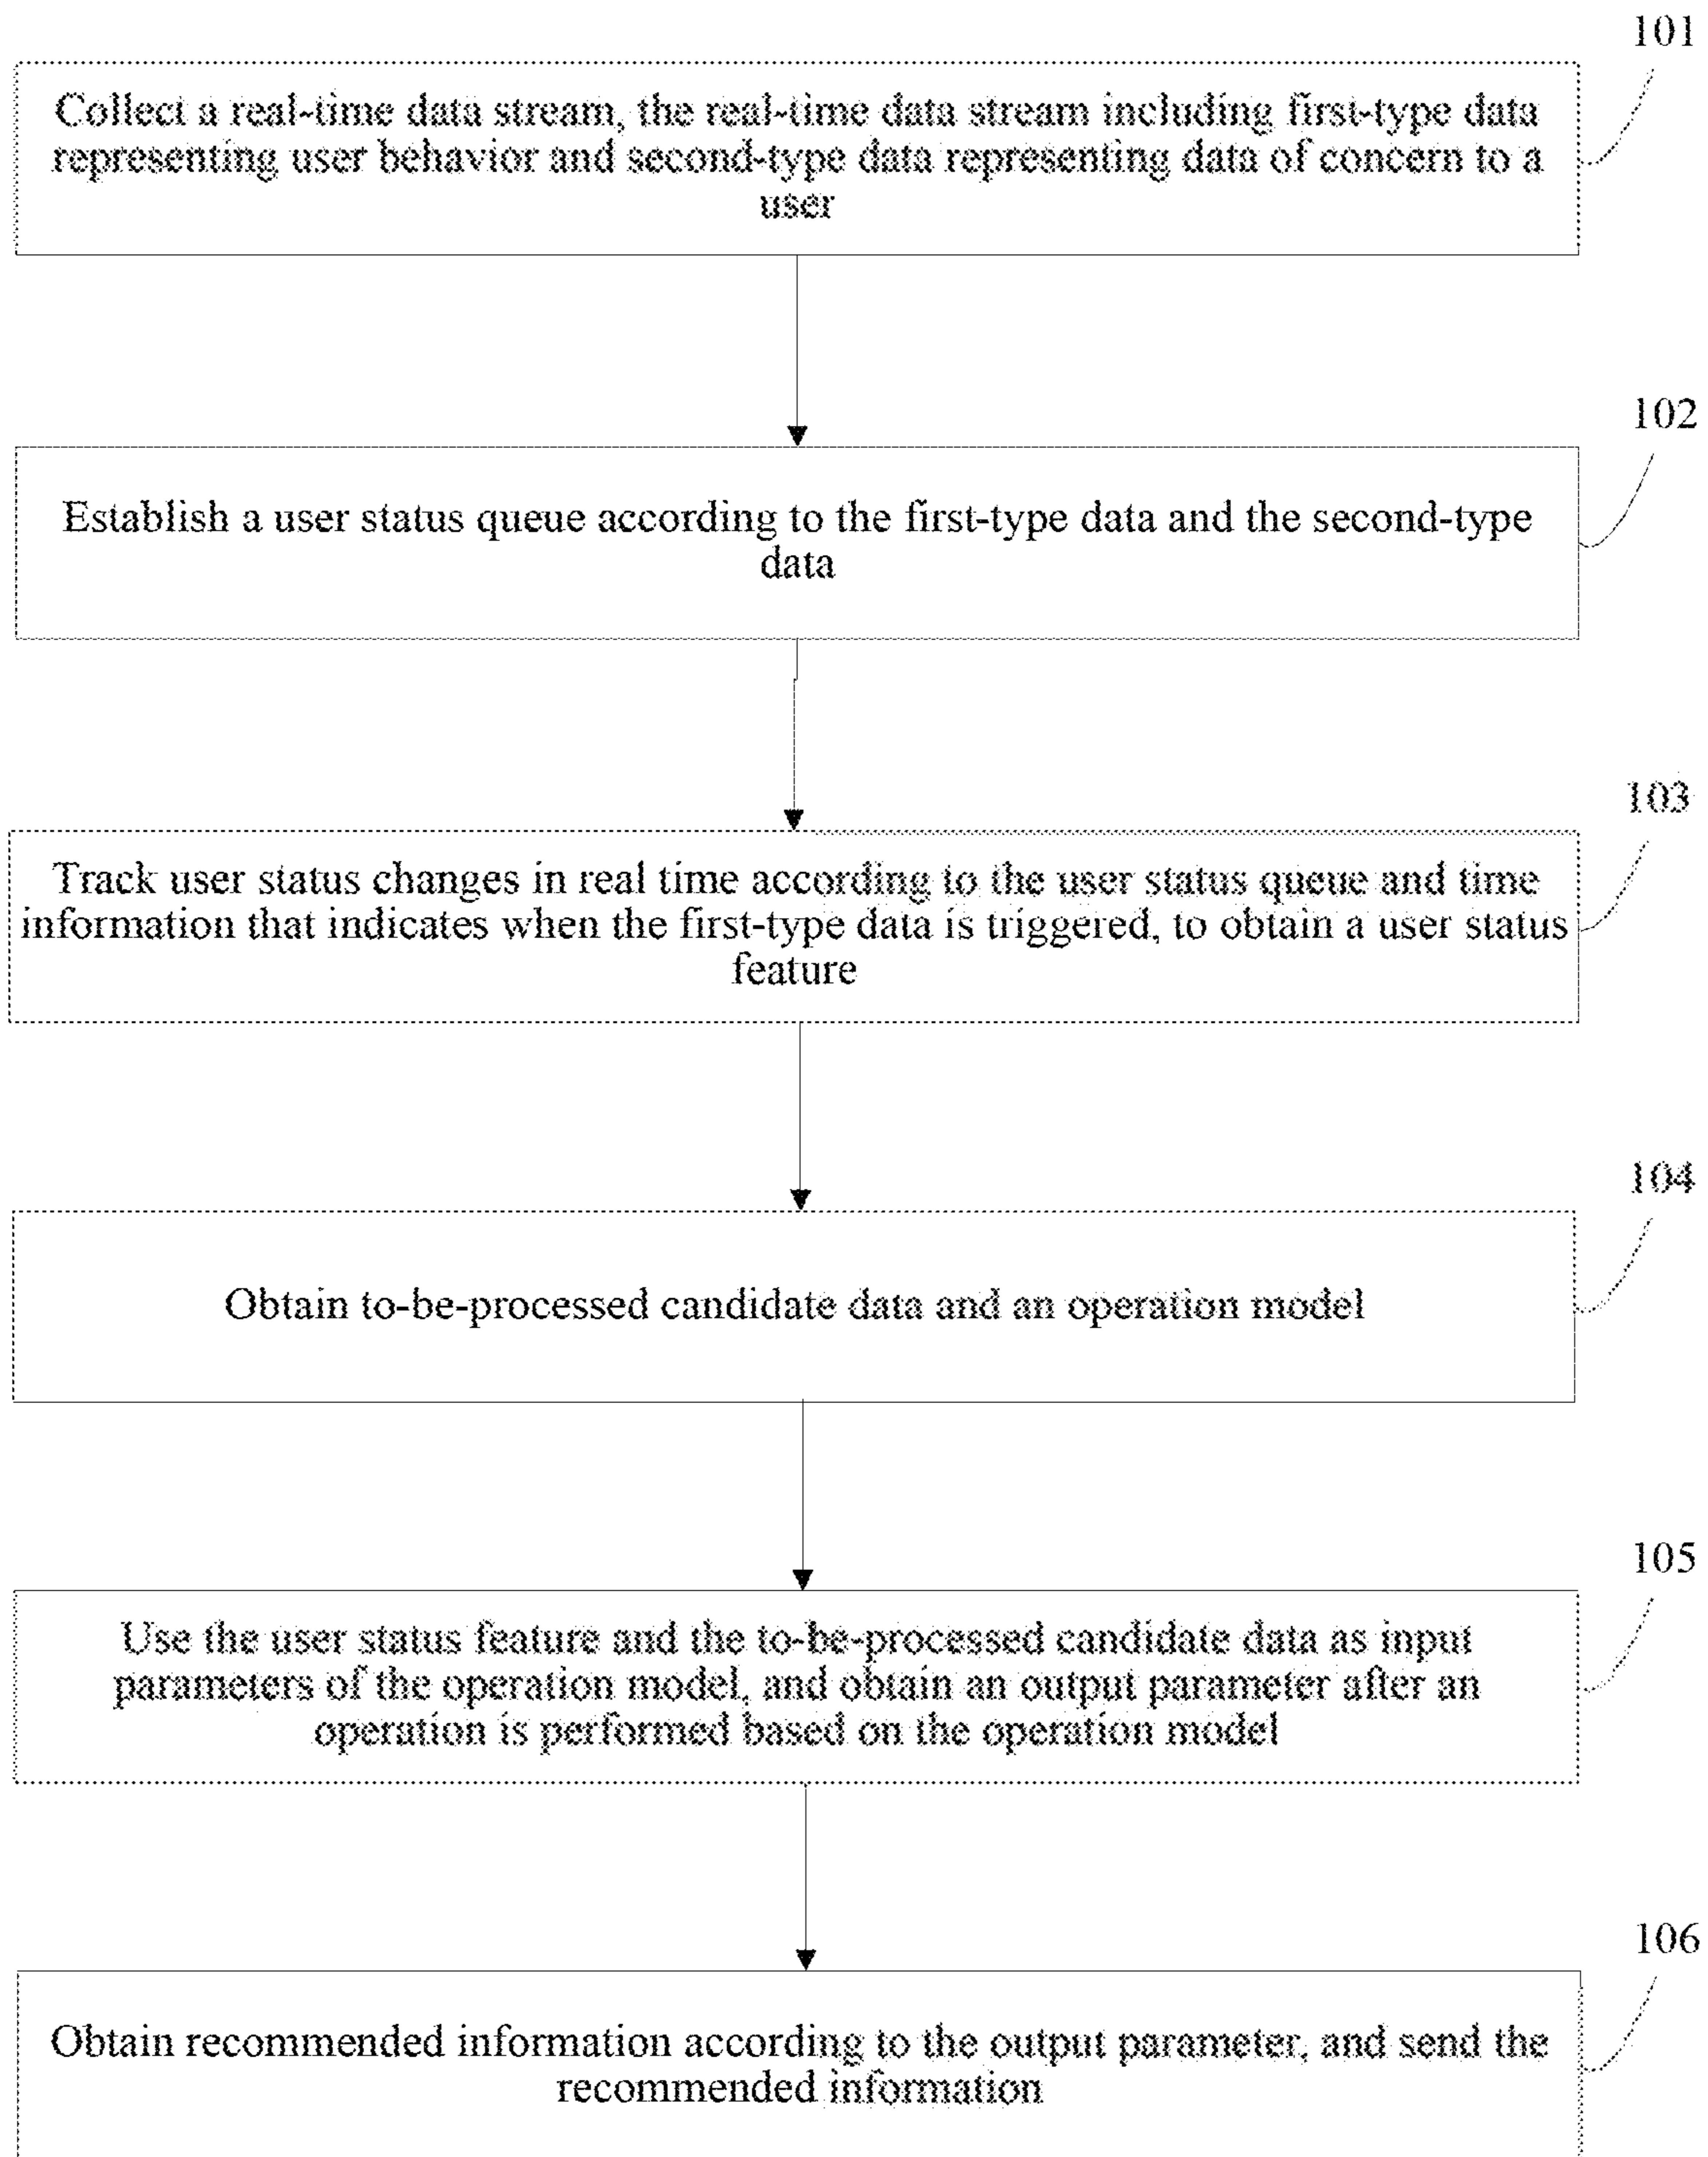 101
Collect a real-time data stream, the real-time data stream including first-type data
representing user behavior and second-type data representing data of concern to a
user
102
Establish a user status queue according to the first-type data and the second-type
data
103
Track user status changes in real time according to the user status queue and time
information that indicates when the first-type data is triggered, to obtain a user status
feature
104
Obtain to-be-processed candidate data and an operation model
105
Use the user status feature and the to-be-processed candidate data as input
parameters of the operation model, and obtain an output parameter after an
operation is performed based on the operation model
106
Obtain recommended information according to the output parameter, and send the
recommended information